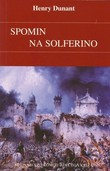 Henry Dunant
SPOMIN
NA SOLFERINO